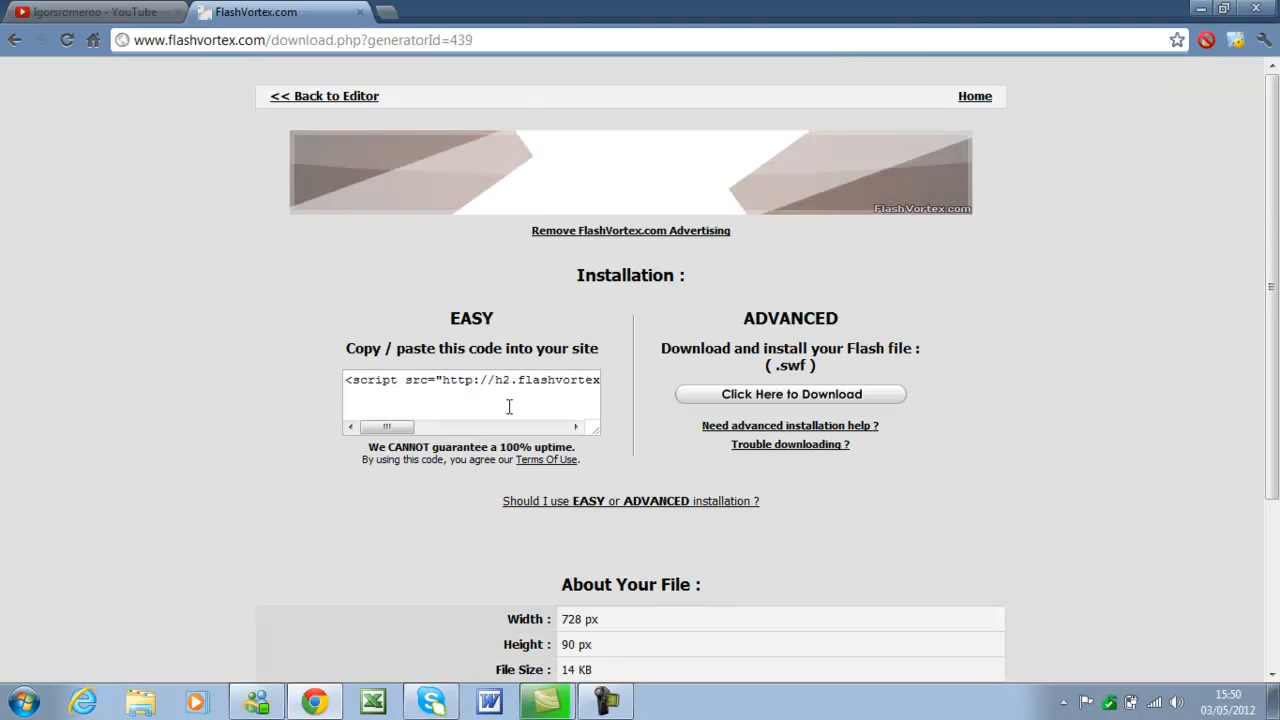 Igorsromeroo - YouTube
FlashVortex.com
www.flashvortex.com/download.php?generatorId=439
<< Back to Editor
Home
FlashVortex.com
Remove FlashVortex.com Advertising
Installation :
EASY
Copy / paste this code into your site
<script src="http://h2.flashvortex
We CANNOT guarantee a 100% uptime.
By using this code, you agree our Terms Of Use.
ADVANCED
Download and install your Flash file :
( .swf )
Click Here to Download
Need advanced installation help ?
Trouble downloading ?
Should I use EASY or ADVANCED installation ?
About Your File :
Width : 728 px
Height : 90 px
File Size : 14 KB
15:50
03/05/2012